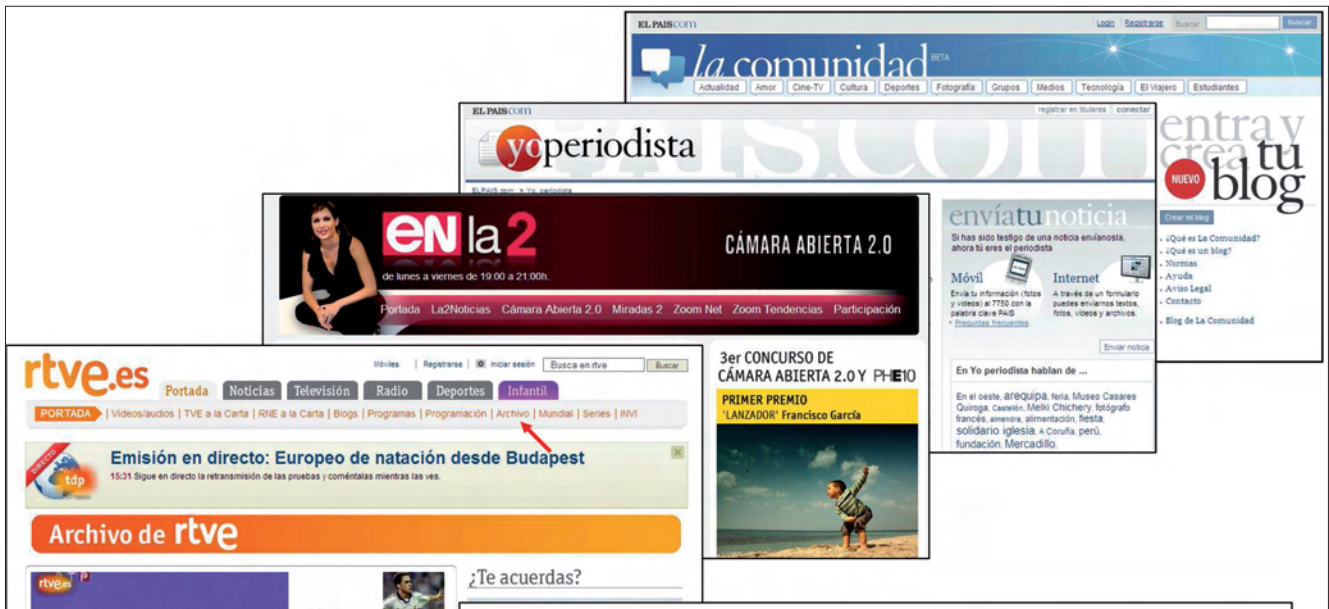 EL PAIS.com
Login Registrarse Buscar buscar
la comunidad BETA
Actualidad Amor Cine-TV Cultura Deportes Fotografía Grupos Medios Tecnología El Viajero Estudiantes
entra y
crea tu
NUEVO blog
Crear mi blog
¿Qué es La Comunidad?
¿Qué es un blog?
Normas
Ayuda
Aviso Legal
Contacto
Blog de La Comunidad
EL PAIS.com
registrar en titulares conectar
PAIS.com
yoperiodista
ELPAIS.com > Yo, periodista
envíatunoticia
Si has sido testigo de una noticia envíanosla,
ahora tú eres el periodista
Móvil
Envía tu información (fotos
y vídeos) al 7750 con la
palabra clave PAIS
Preguntas frecuentes
Internet
A través de un formulario
puedes enviarnos textos,
fotos, vídeos y archivos.
Enviar noticia
En Yo periodista hablan de ...
En el oeste, arequipa, feria, Museo Casares
Quiroga, Castellón, Melki Chichery, fotógrafo
francés, almendra, alimentación, fiesta,
solidario iglesia, A Coruña, perú,
fundación, Mercadillo.
eN la 2
de lunes a viernes de 19:00 a 21:00h.
CÁMARA ABIERTA 2.0
Portada La2Noticias Cámara Abierta 2.0 Miradas 2 Zoom Net Zoom Tendencias Participación
3er CONCURSO DE
CÁMARA ABIERTA 2.0 Y PHE10
PRIMER PREMIO
'LANZADOR' Francisco García
rtve.es
Móviles | Registrarse | Iniciar sesión Busca en rtve Buscar
Portada Noticias Televisión Radio Deportes Infantil
PORTADA | Vídeos/audios | TVE a la Carta | RNE a la Carta | Blogs | Programas | Programación | Archivo | Mundial | Series | INVI
DIRECTO
tdp
Emisión en directo: Europeo de natación desde Budapest
15:31 Sigue en directo la retransmisión de las pruebas y coméntalas mientras las ves.
Archivo de rtve
rtve.es
¿Te acuerdas?